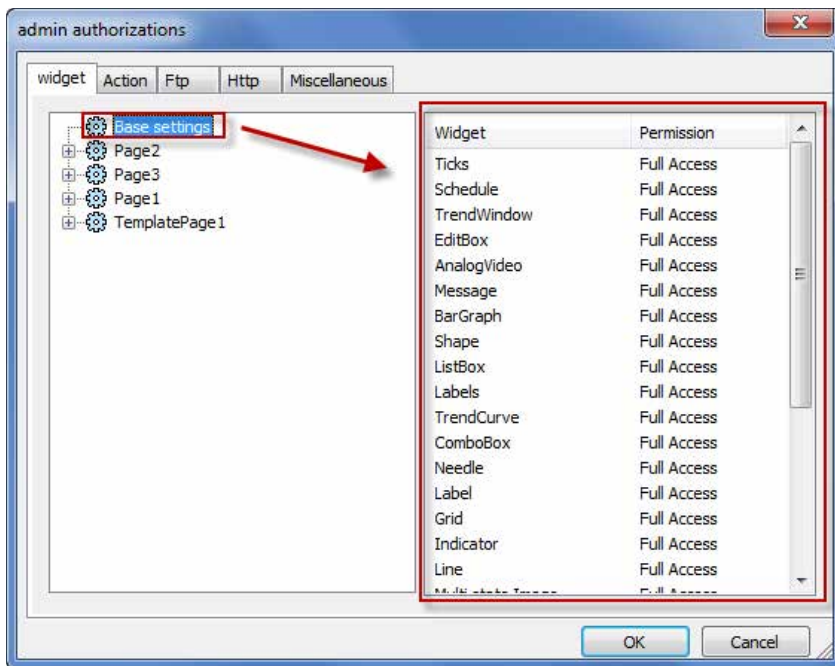 admin authorizations
widget Action Ftp Http Miscellaneous
Base settings
Page2
Page3
Page1
TemplatePage1
Widget Permission
Ticks Full Access
Schedule Full Access
TrendWindow Full Access
EditBox Full Access
AnalogVideo Full Access
Message Full Access
BarGraph Full Access
Shape Full Access
ListBox Full Access
Labels Full Access
TrendCurve Full Access
ComboBox Full Access
Needle Full Access
Label Full Access
Grid Full Access
Indicator Full Access
Line Full Access
OK Cancel